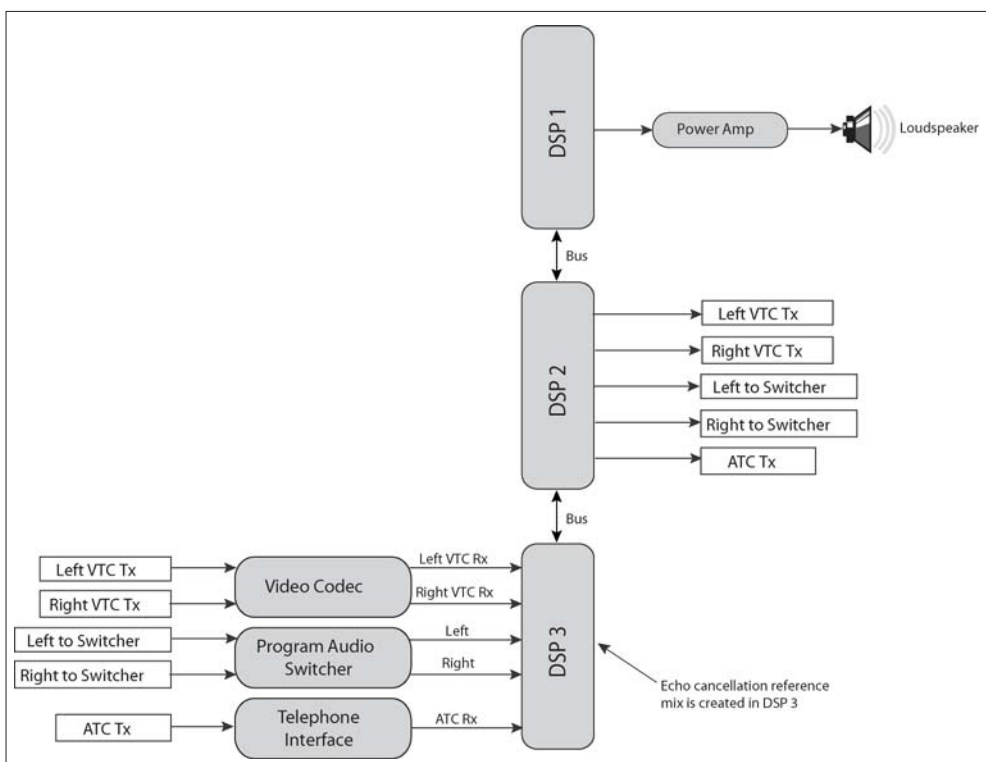 DSP 1
Power Amp
Loudspeaker
Bus
DSP 2
Left VTC Tx
Right VTC Tx
Left to Switcher
Right to Switcher
ATC Tx
Bus
Left VTC Tx
Right VTC Tx
Left to Switcher
Right to Switcher
ATC Tx
Video Codec
Program Audio
Switcher
Telephone
Interface
Left VTC Rx
Right VTC Rx
Left
Right
ATC Rx
DSP 3
Echo cancellation reference
mix is created in DSP 3